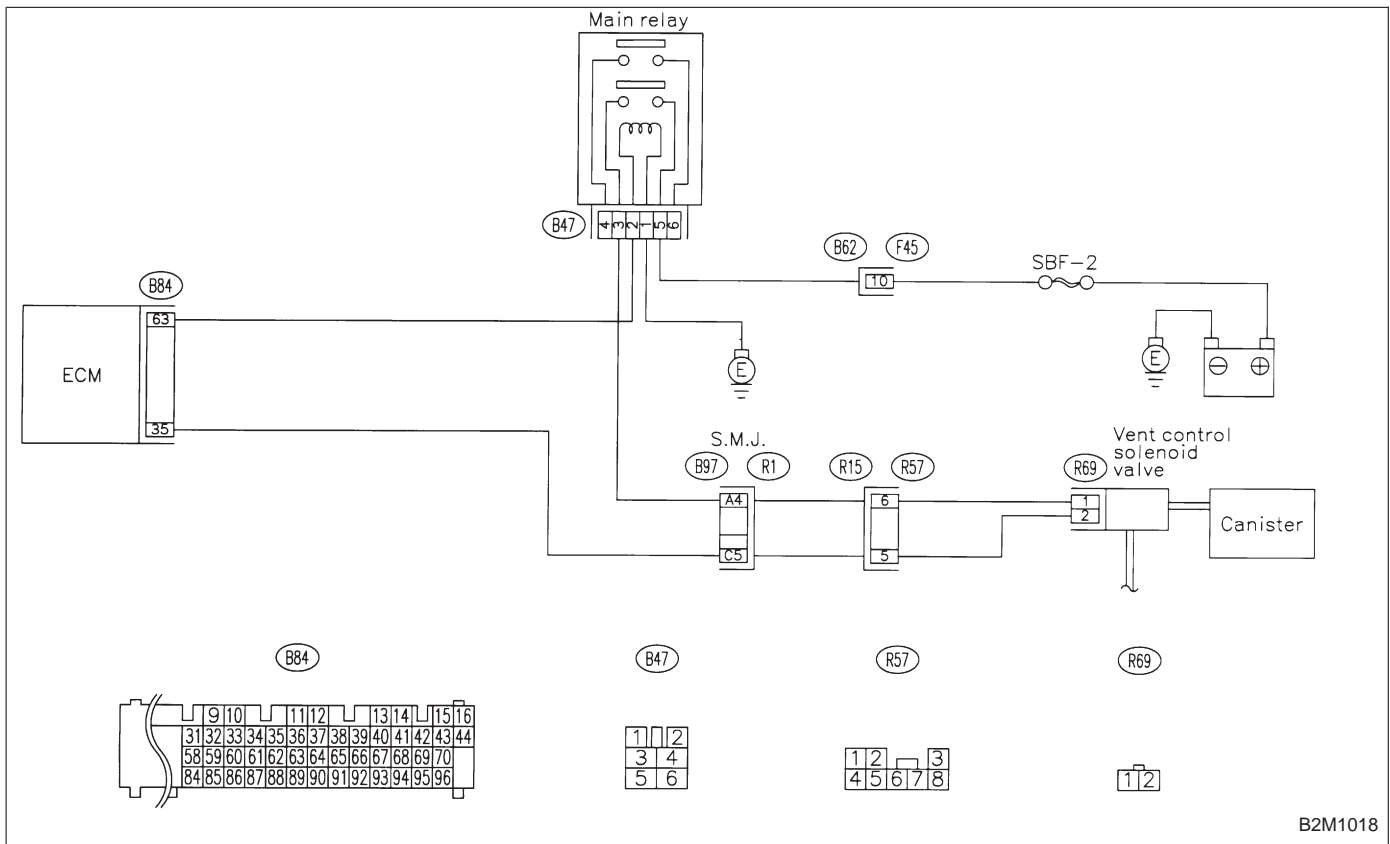 Main relay
B47
4 3 2 1 5 6
B62 F45
10
SBF-2
B84
63
35
ECM
E
E
⊖ ⊕
S.M.J.
B97 R1
A4
C5
R15 R57
6
5
Vent control
solenoid
valve
R69
1
2
Canister
B84
9 10 11 12 13 14 15 16
31 32 33 34 35 36 37 38 39 40 41 42 43 44
58 59 60 61 62 63 64 65 66 67 68 69 70
84 85 86 87 88 89 90 91 92 93 94 95 96
B47
1 2
3 4
5 6
R57
1 2 3
4 5 6 7 8
R69
1 2
B2M1018